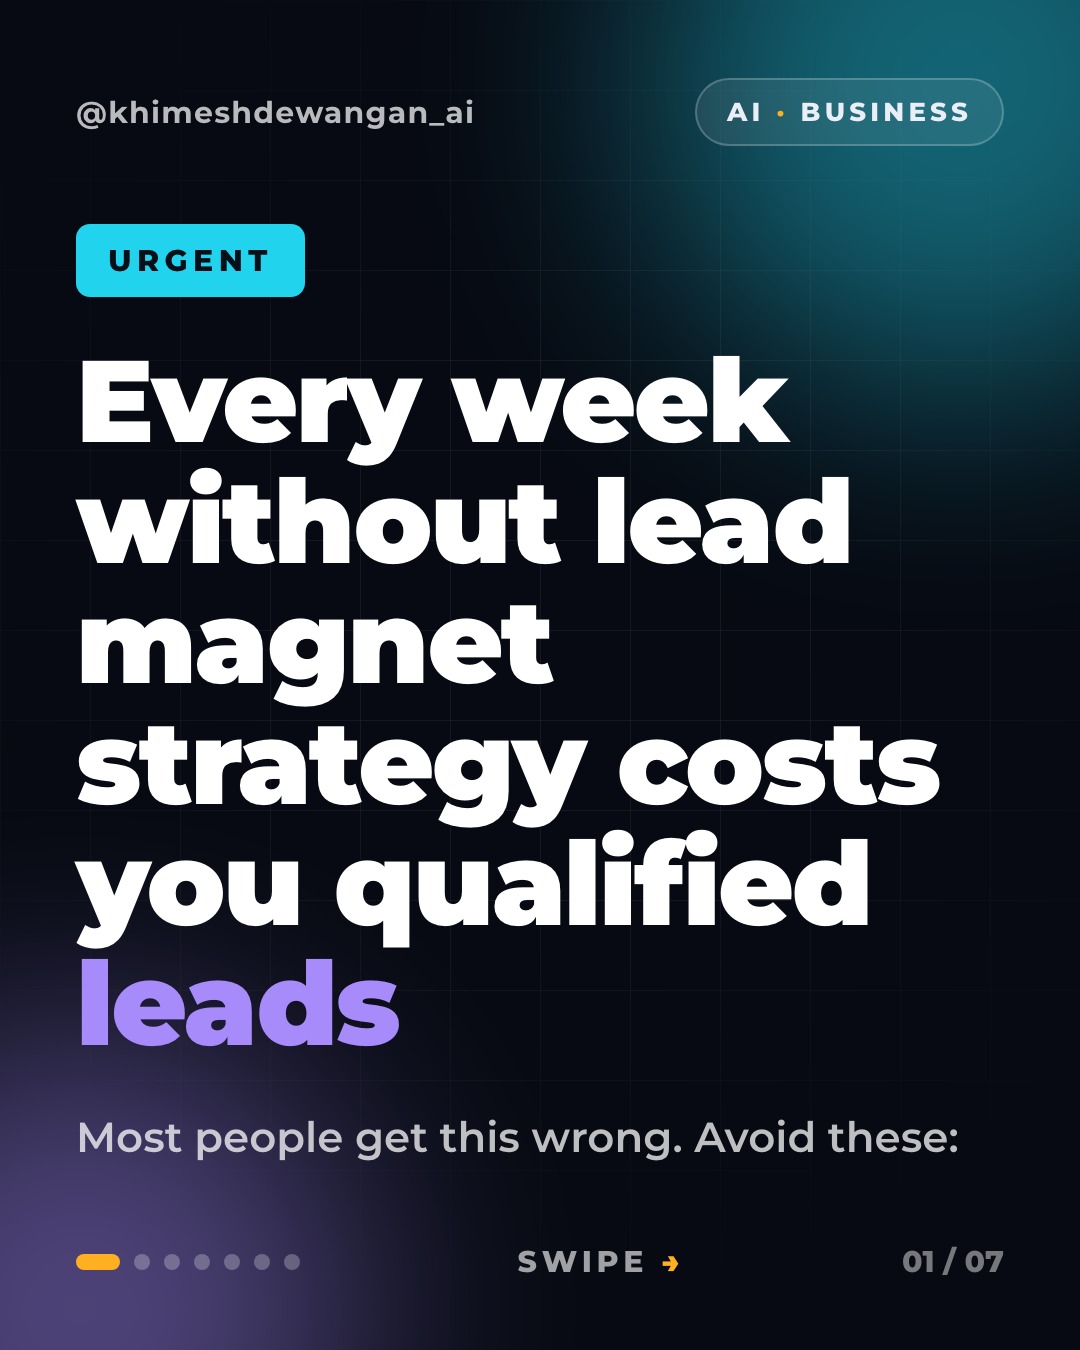 @khimeshdewangan_ai
AI · BUSINESS
URGENT
Every week
without lead
magnet
strategy costs
you qualified
leads
Most people get this wrong. Avoid these:
SWIPE →
01 / 07